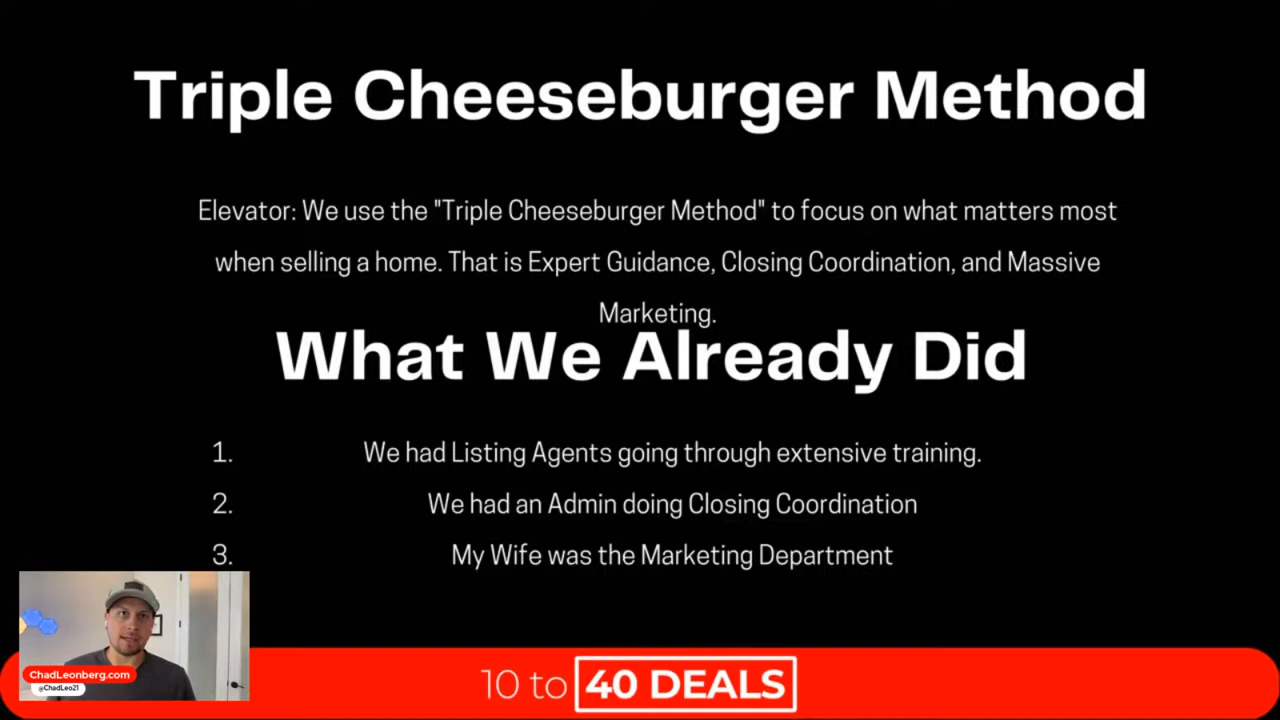 Triple Cheeseburger Method
Elevator: We use the "Triple Cheeseburger Method" to focus on what matters most
when selling a home. That is Expert Guidance, Closing Coordination, and Massive
Marketing.
What We Already Did
1. We had Listing Agents going through extensive training.
2. We had an Admin doing Closing Coordination
3. My Wife was the Marketing Department
ChadLeonberg.com
@ChadLeo21
10 to 40 DEALS